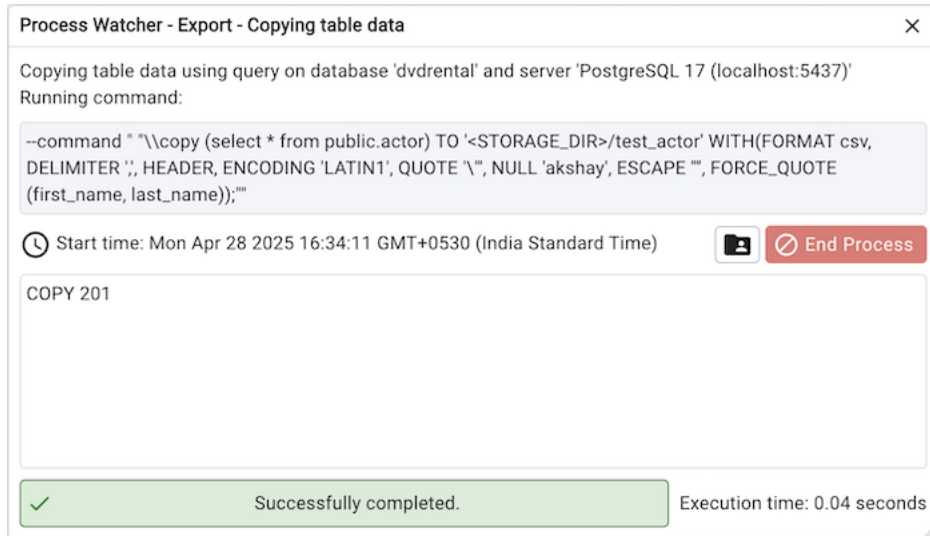 Process Watcher - Export - Copying table data
Copying table data using query on database 'dvdrental' and server 'PostgreSQL 17 (localhost:5437)'
Running command:
--command " "\\copy (select * from public.actor) TO '<STORAGE_DIR>/test_actor' WITH(FORMAT csv,
DELIMITER ',', HEADER, ENCODING 'LATIN1', QUOTE '\"', NULL 'akshay', ESCAPE '''', FORCE_QUOTE
(first_name, last_name));""
Start time: Mon Apr 28 2025 16:34:11 GMT+0530 (India Standard Time)
End Process
COPY 201
Successfully completed.
Execution time: 0.04 seconds